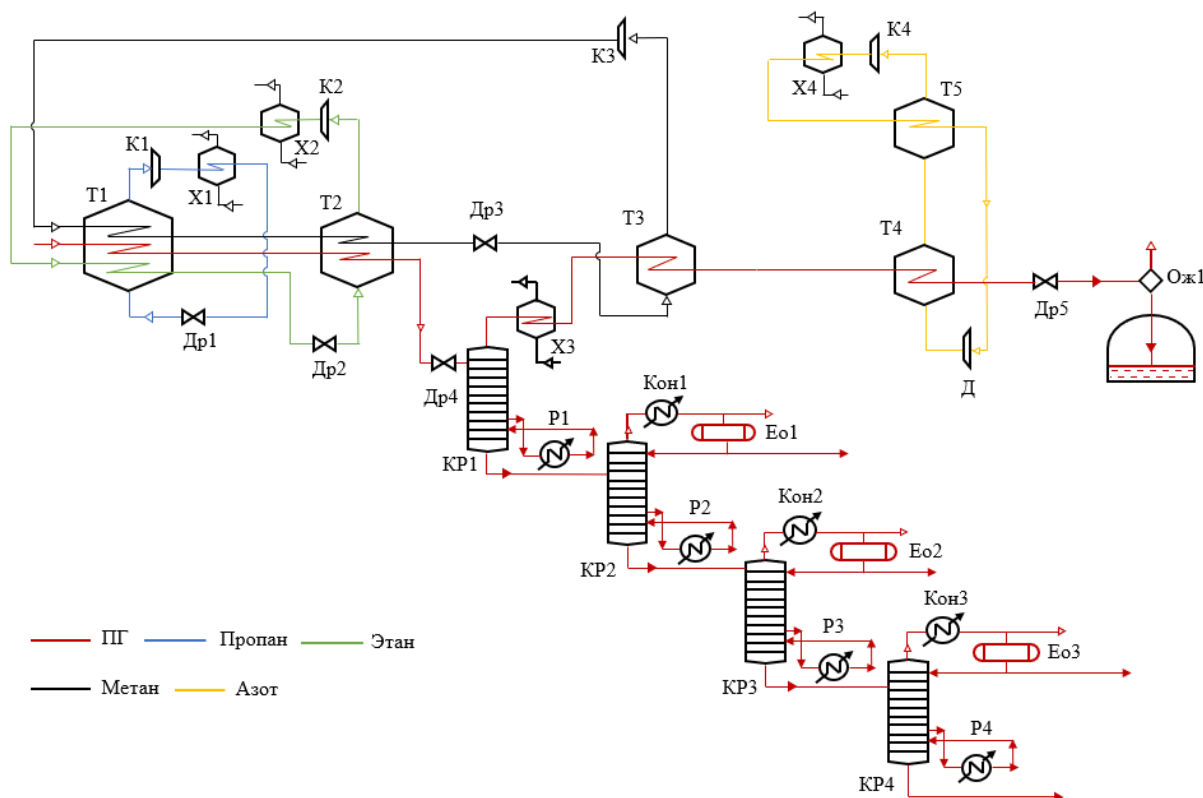 К4
К3
Х4
К2
Т5
Х2
К1
Х1
Т1
Т2
Др3
Т3
Т4
Ож1
Др1
Др5
Др2
Х3
Др4
Д
Кон1
Р1
Ео1
КР1
Кон2
Р2
Ео2
КР2
Кон3
ПГ
Пропан
Этан
Р3
Ео3
КР3
Метан
Азот
Р4
КР4